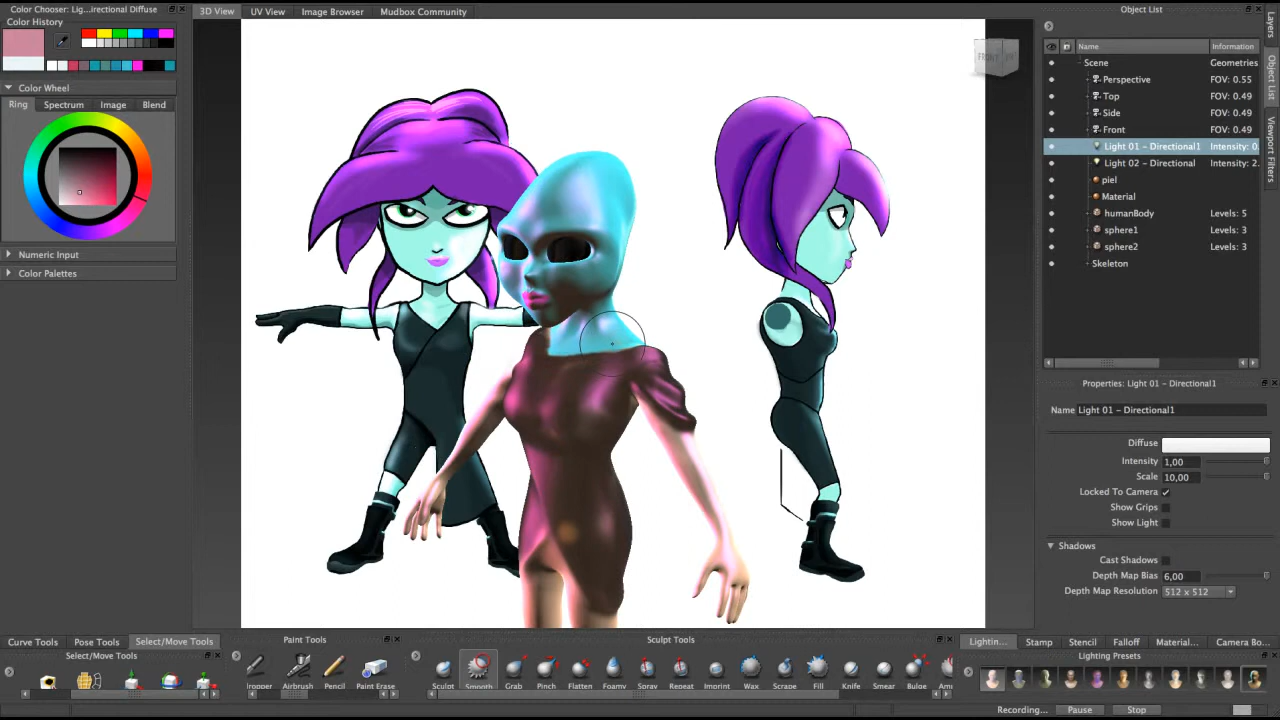 Color Chooser: Lig...irectional Diffuse
3D View
UV View
Image Browser
Mudbox Community
Object List
Layers
Object List
Viewport Filters
Color History
Color Wheel
Ring
Spectrum
Image
Blend
Numeric Input
Color Palettes
FRONT
Name
Information
Scene
Geometries
Perspective
FOV: 0.55
Top
FOV: 0.49
Side
FOV: 0.49
Front
FOV: 0.49
Light 01 - Directional1
Intensity: 0.
Light 02 - Directional
Intensity: 2.
piel
Material
humanBody
Levels: 5
sphere1
Levels: 3
sphere2
Levels: 3
Skeleton
Properties: Light 01 - Directional1
Name Light 01 - Directional1
Diffuse
Intensity 1,00
Scale 10,00
Locked To Camera
Show Grips
Show Light
Shadows
Cast Shadows
Depth Map Bias 6,00
Depth Map Resolution 512 x 512
Curve Tools
Pose Tools
Select/Move Tools
Select/Move Tools
Paint Tools
ropper
Airbrush
Pencil
Paint Erase
Sculpt Tools
Sculpt
Smooth
Grab
Pinch
Flatten
Foamy
Spray
Repeat
Imprint
Wax
Scrape
Fill
Knife
Smear
Bulge
Lightin...
Stamp
Stencil
Falloff
Material...
Camera Bo...
Lighting Presets
Recording...
Pause
Stop